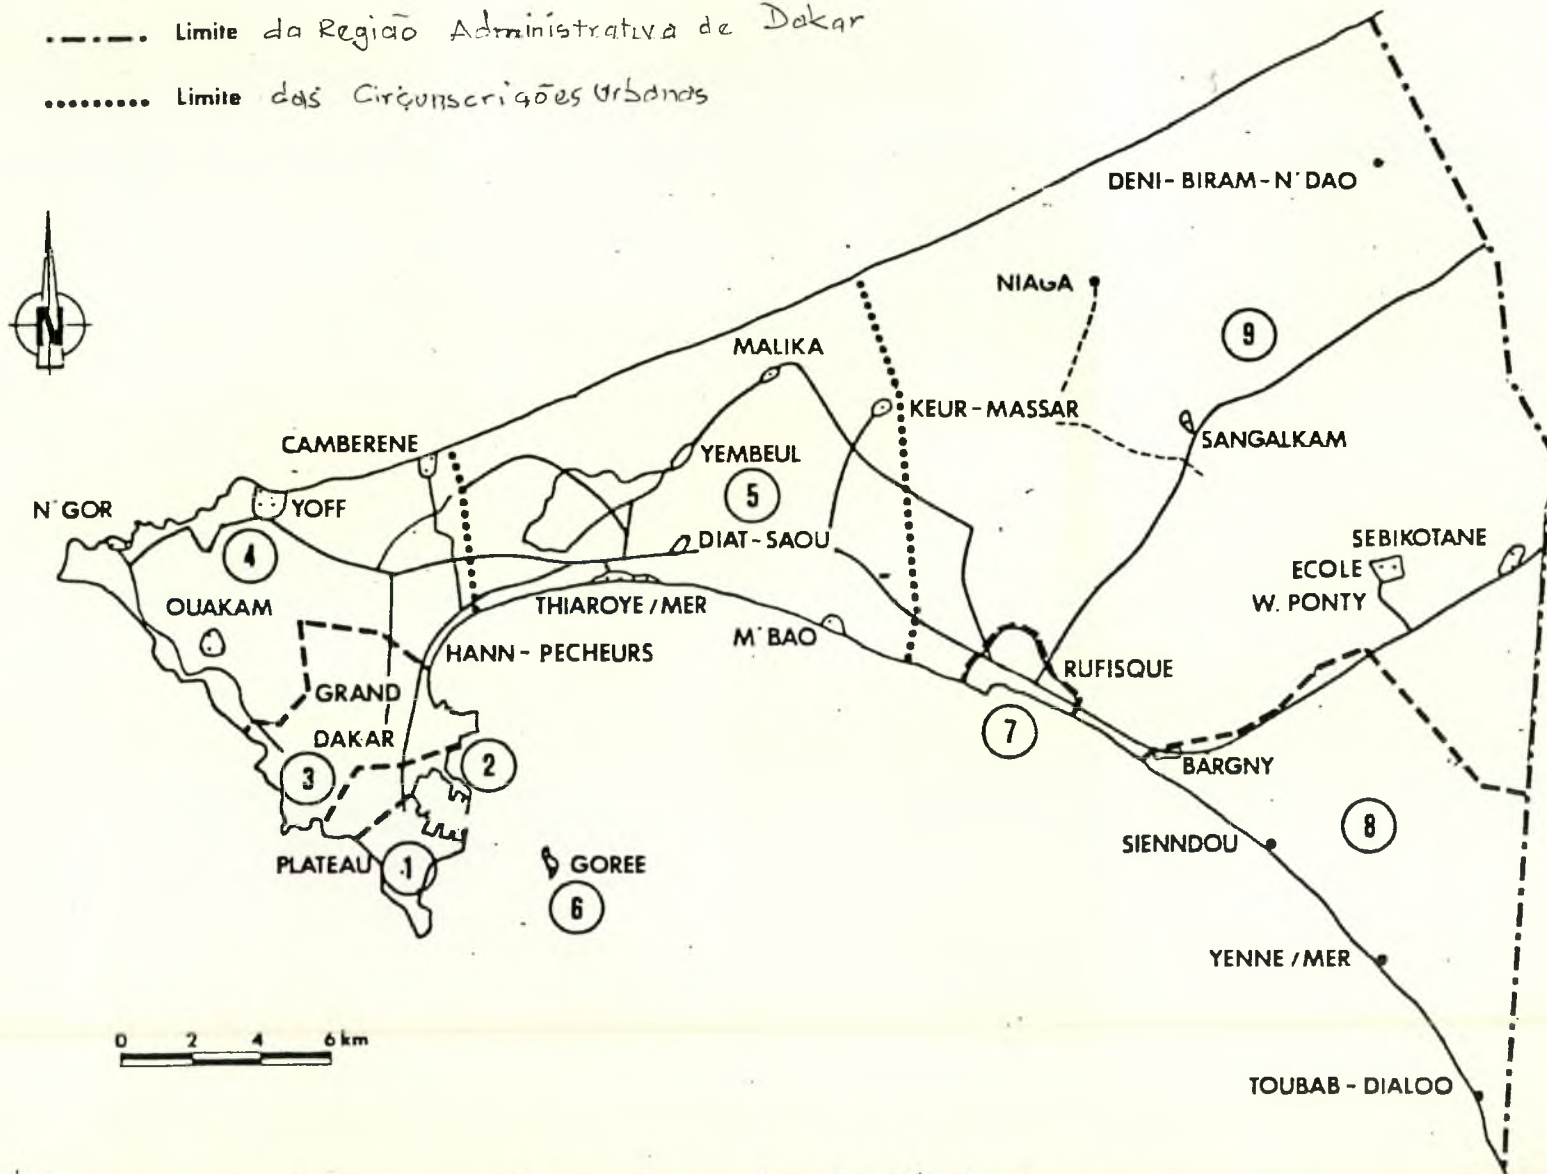 Limite da Região Administrativa de Dakar
Limite das Cirçunscrições Urbanas
DENI-BIRAM-N'DAO
N
NIAGA
9
MALIKA
KEUR-MASSAR
CAMBERENE
SANGALKAM
YEMBEUL
5
N'GOR
YOFF
4
DIAT-SAOU
SEBIKOTANE
ECOLE
W. PONTY
OUAKAM
THIAROYE/MER
M'BAO
HANN-PECHEURS
RUFISQUE
GRAND
DAKAR
7
3
2
BARGNY
8
SIENNDOU
PLATEAU
1
GOREE
6
YENNE/MER
0 2 4 6 km
TOUBAB-DIALOO